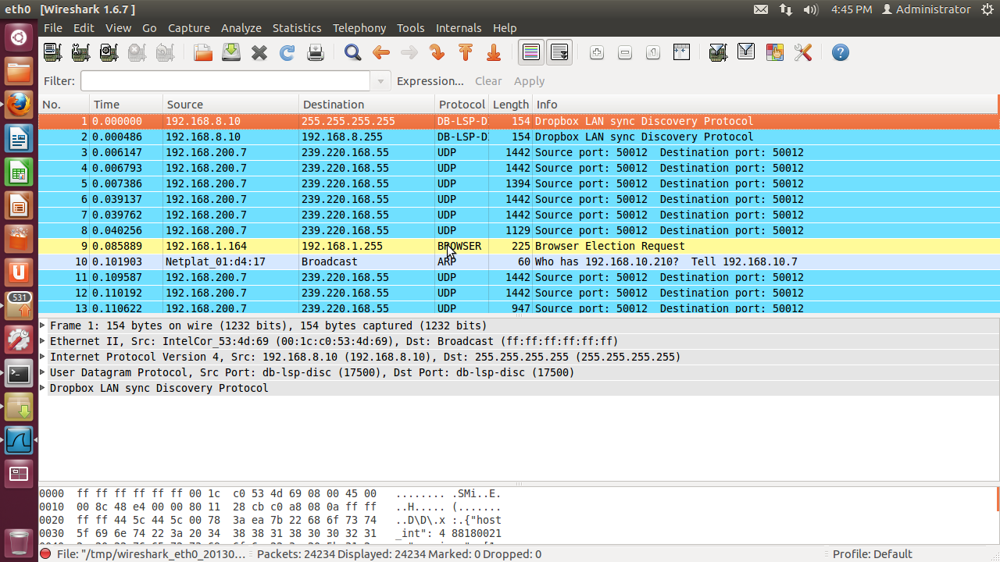 eth0 [Wireshark 1.6.7 ] 4:45 PM Administrator
File Edit View Go Capture Analyze Statistics Telephony Tools Internals Help
Filter: Expression... Clear Apply
No. Time Source Destination Protocol Length Info
1 0.000000 192.168.8.10 255.255.255.255 DB-LSP-D 154 Dropbox LAN sync Discovery Protocol
2 0.000486 192.168.8.10 192.168.8.255 DB-LSP-D 154 Dropbox LAN sync Discovery Protocol
3 0.006147 192.168.200.7 239.220.168.55 UDP 1442 Source port: 50012 Destination port: 50012
4 0.006793 192.168.200.7 239.220.168.55 UDP 1442 Source port: 50012 Destination port: 50012
5 0.007386 192.168.200.7 239.220.168.55 UDP 1394 Source port: 50012 Destination port: 50012
6 0.039137 192.168.200.7 239.220.168.55 UDP 1442 Source port: 50012 Destination port: 50012
7 0.039762 192.168.200.7 239.220.168.55 UDP 1442 Source port: 50012 Destination port: 50012
8 0.040256 192.168.200.7 239.220.168.55 UDP 1129 Source port: 50012 Destination port: 50012
9 0.085889 192.168.1.164 192.168.1.255 BROWSER 225 Browser Election Request
10 0.101903 Netplat_01:d4:17 Broadcast ARP 60 Who has 192.168.10.210? Tell 192.168.10.7
11 0.109587 192.168.200.7 239.220.168.55 UDP 1442 Source port: 50012 Destination port: 50012
12 0.110192 192.168.200.7 239.220.168.55 UDP 1442 Source port: 50012 Destination port: 50012
13 0.110622 192.168.200.7 239.220.168.55 UDP 947 Source port: 50012 Destination port: 50012
531
Frame 1: 154 bytes on wire (1232 bits), 154 bytes captured (1232 bits)
Ethernet II, Src: IntelCor_53:4d:69 (00:1c:c0:53:4d:69), Dst: Broadcast (ff:ff:ff:ff:ff:ff)
Internet Protocol Version 4, Src: 192.168.8.10 (192.168.8.10), Dst: 255.255.255.255 (255.255.255.255)
User Datagram Protocol, Src Port: db-lsp-disc (17500), Dst Port: db-lsp-disc (17500)
Dropbox LAN sync Discovery Protocol
0000 ff ff ff ff ff ff 00 1c c0 53 4d 69 08 00 45 00 ........ .SMi..E.
0010 00 8c 48 e4 00 00 80 11 28 cb c0 a8 08 0a ff ff ..H..... (.......
0020 ff ff 44 5c 44 5c 00 78 3a ea 7b 22 68 6f 73 74 ..D\D\.x :.{"host
0030 5f 69 6e 74 22 3a 20 34 38 38 31 38 30 30 32 31 _int": 4 88180021
File: "/tmp/wireshark_eth0_20130... Packets: 24234 Displayed: 24234 Marked: 0 Dropped: 0 Profile: Default